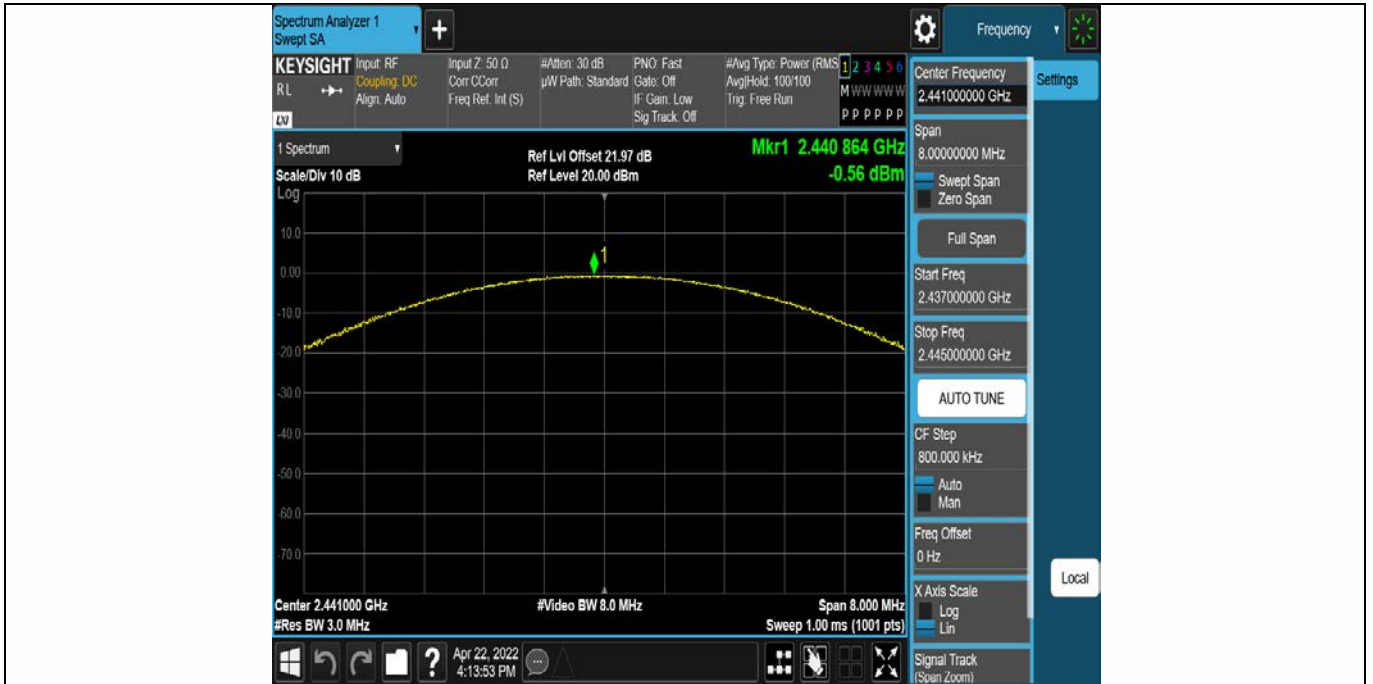 Spectrum Analyzer 1
Swept SA
+
Frequency
KEYSIGHT
RL
LXI
Input: RF
Coupling: DC
Align: Auto
Input Z: 50 Ω
Corr CCorr
Freq Ref: Int (S)
#Atten: 30 dB
µW Path: Standard
PNO: Fast
Gate: Off
IF Gain: Low
Sig Track: Off
#Avg Type: Power (RMS
Avg|Hold: 100/100
Trig: Free Run
1 2 3 4 5 6
M W W W W W
P P P P P P
1 Spectrum
Scale/Div 10 dB
Log
Ref Lvl Offset 21.97 dB
Ref Level 20.00 dBm
Mkr1 2.440 864 GHz
-0.56 dBm
1
10.0
0.00
-10.0
-20.0
-30.0
-40.0
-50.0
-60.0
-70.0
Center 2.441000 GHz
#Res BW 3.0 MHz
#Video BW 8.0 MHz
Span 8.000 MHz
Sweep 1.00 ms (1001 pts)
Center Frequency
2.441000000 GHz
Settings
Span
8.00000000 MHz
Swept Span
Zero Span
Full Span
Start Freq
2.437000000 GHz
Stop Freq
2.445000000 GHz
AUTO TUNE
CF Step
800.000 kHz
Auto
Man
Freq Offset
0 Hz
X Axis Scale
Log
Lin
Local
Signal Track
(Span Zoom)
?
Apr 22, 2022
4:13:53 PM